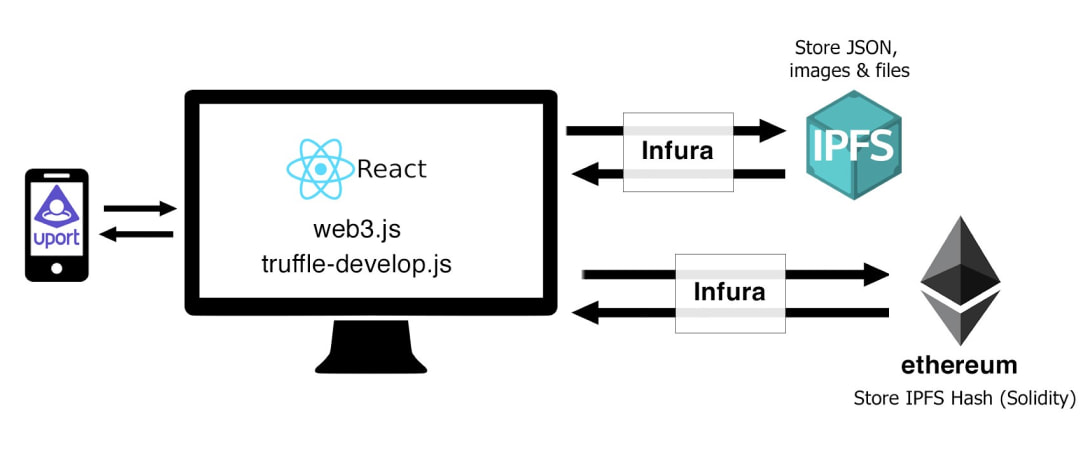 uport
React
web3.js
truffle-develop.js
Store JSON,
images & files
Infura
IPFS
Infura
ethereum
Store IPFS Hash (Solidity)